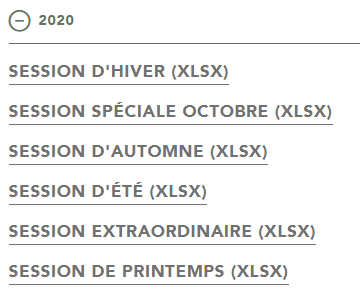 2020
SESSION D'HIVER (XLSX)
SESSION SPÉCIALE OCTOBRE (XLSX)
SESSION D'AUTOMNE (XLSX)
SESSION D'ÉTÉ (XLSX)
SESSION EXTRAORDINAIRE (XLSX)
SESSION DE PRINTEMPS (XLSX)